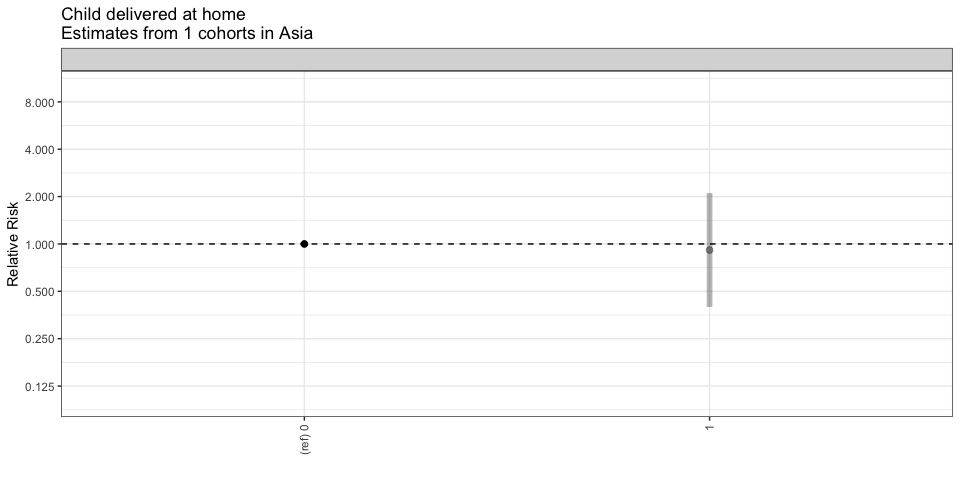 Child delivered at home
Estimates from 1 cohorts in Asia
Relative Risk
8.000
4.000
2.000
1.000
0.500
0.250
0.125
(ref) 0
1